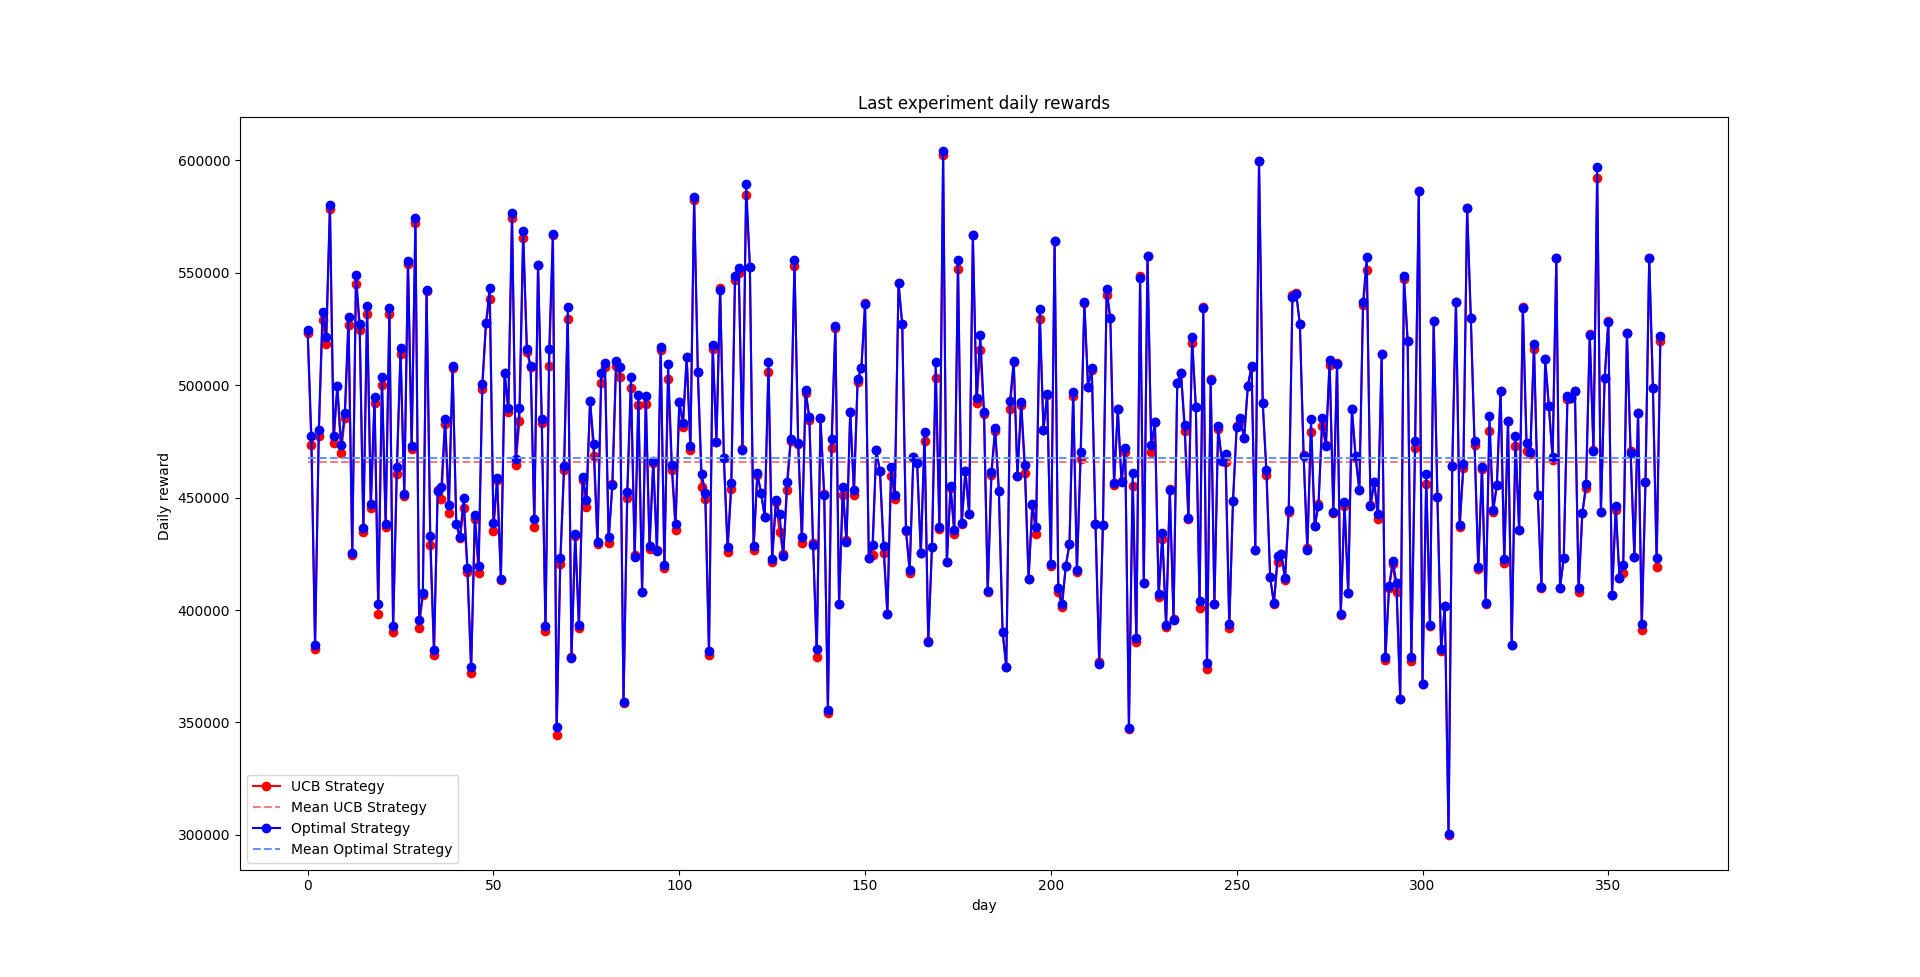 Last experiment daily rewards
600000
550000
500000
450000
400000
350000
300000
Daily reward
UCB Strategy
Mean UCB Strategy
Optimal Strategy
Mean Optimal Strategy
0 50 100 150 200 250 300 350
day